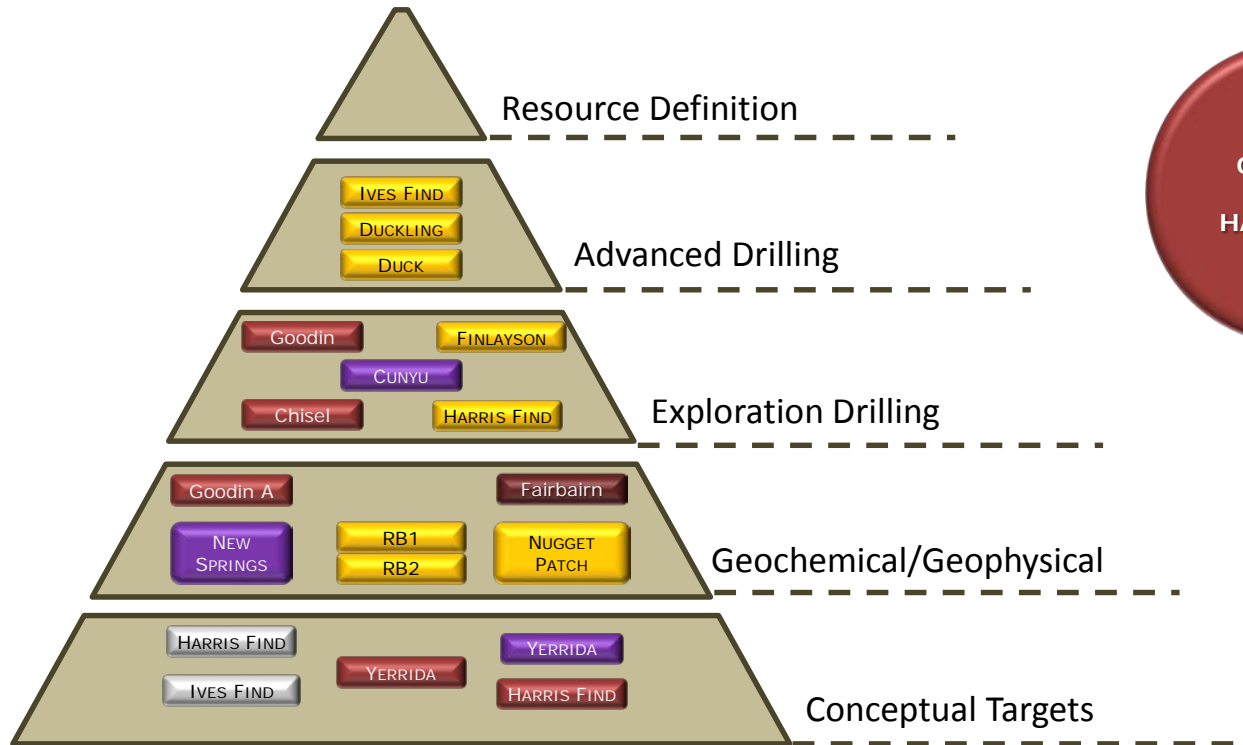 Resource Definition
IVES FIND
DUCKLING
DUCK
Advanced Drilling
Goodin
FINLAYSON
CUNYU
Chisel
HARRIS FIND
Exploration Drilling
Goodin A
Fairbairn
NEW
SPRINGS
RB1
RB2
NUGGET
PATCH
Geochemical/Geophysical
HARRIS FIND
IVES FIND
YERRIDA
YERRIDA
HARRIS FIND
Conceptual Targets